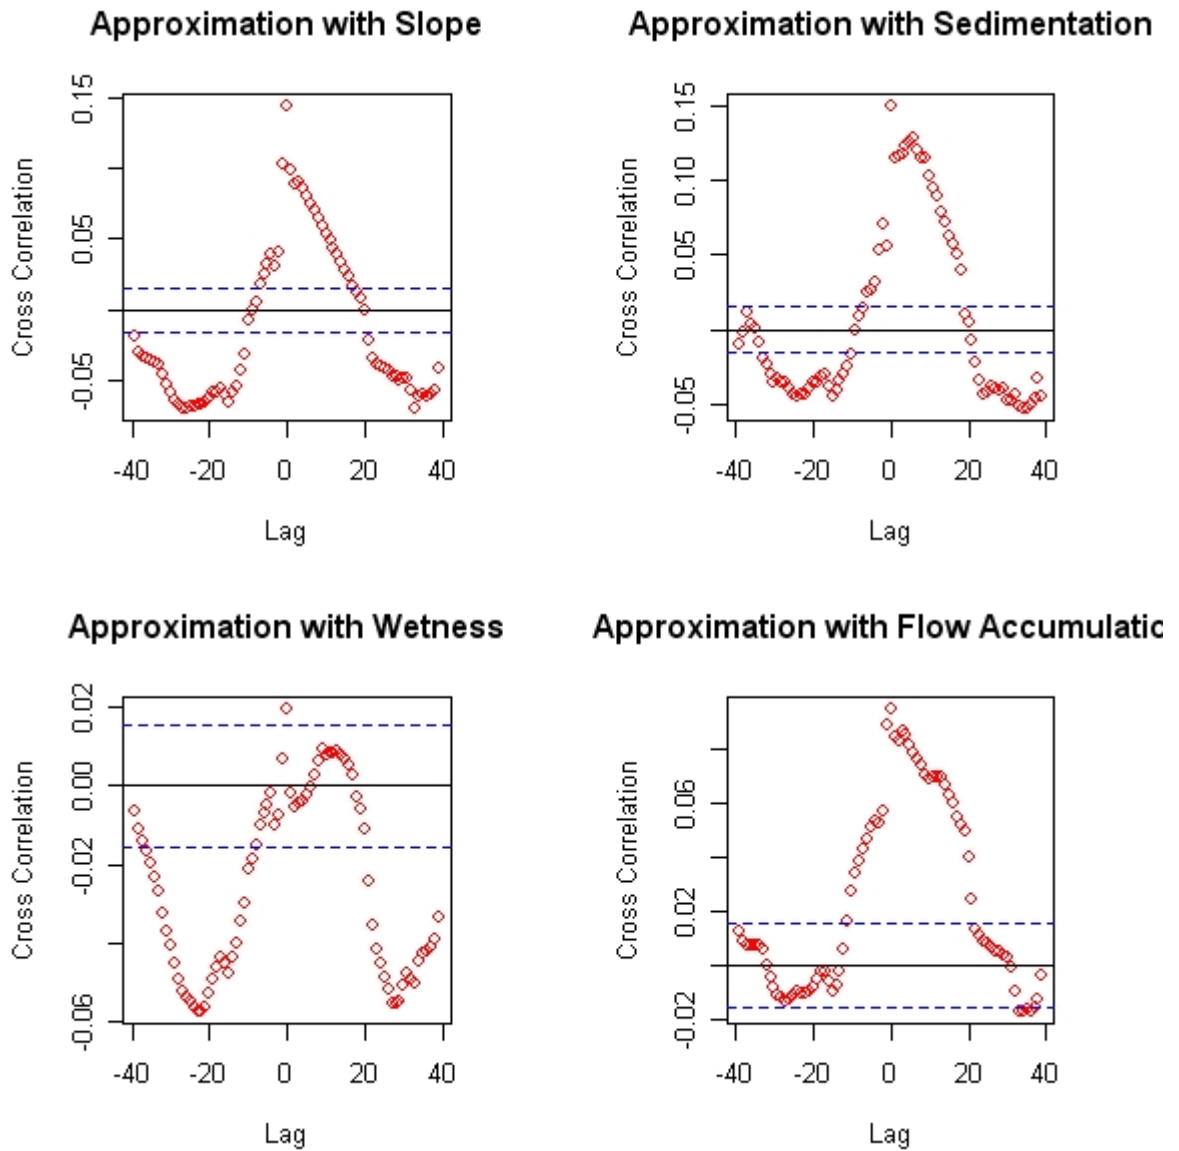 Approximation with Slope
Cross Correlation
-0.05 0.05 0.15
-40 -20 0 20 40
Lag
Approximation with Sedimentation
Cross Correlation
-0.05 0.05 0.10 0.15
-40 -20 0 20 40
Lag
Approximation with Wetness
Cross Correlation
-0.06 -0.02 0.00 0.02
-40 -20 0 20 40
Lag
Approximation with Flow Accumulatic
Cross Correlation
-0.02 0.02 0.06
-40 -20 0 20 40
Lag